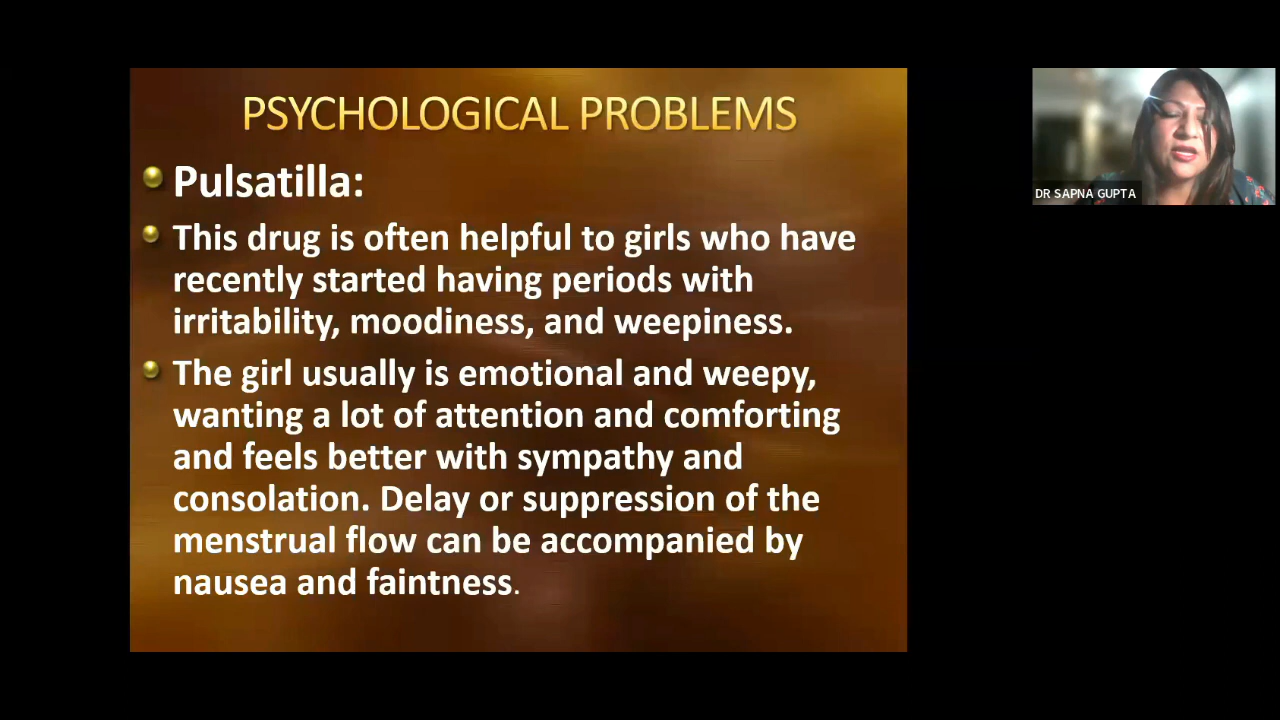 PSYCHOLOGICAL PROBLEMS
Pulsatilla:
This drug is often helpful to girls who have
recently started having periods with
irritability, moodiness, and weepiness.
The girl usually is emotional and weepy,
wanting a lot of attention and comforting
and feels better with sympathy and
consolation. Delay or suppression of the
menstrual flow can be accompanied by
nausea and faintness.
DR SAPNA GUPTA